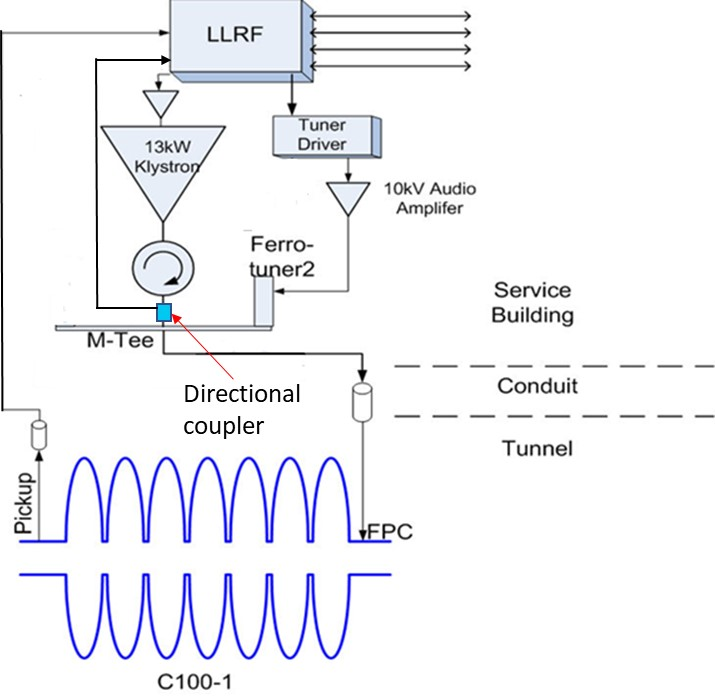 LLRF
Tuner
Driver
13kW
Klystron
10kV Audio
Amplifer
Ferro-
tuner2
Service
Building
M-Tee
Directional
coupler
Conduit
Tunnel
Pickup
FPC
C100-1